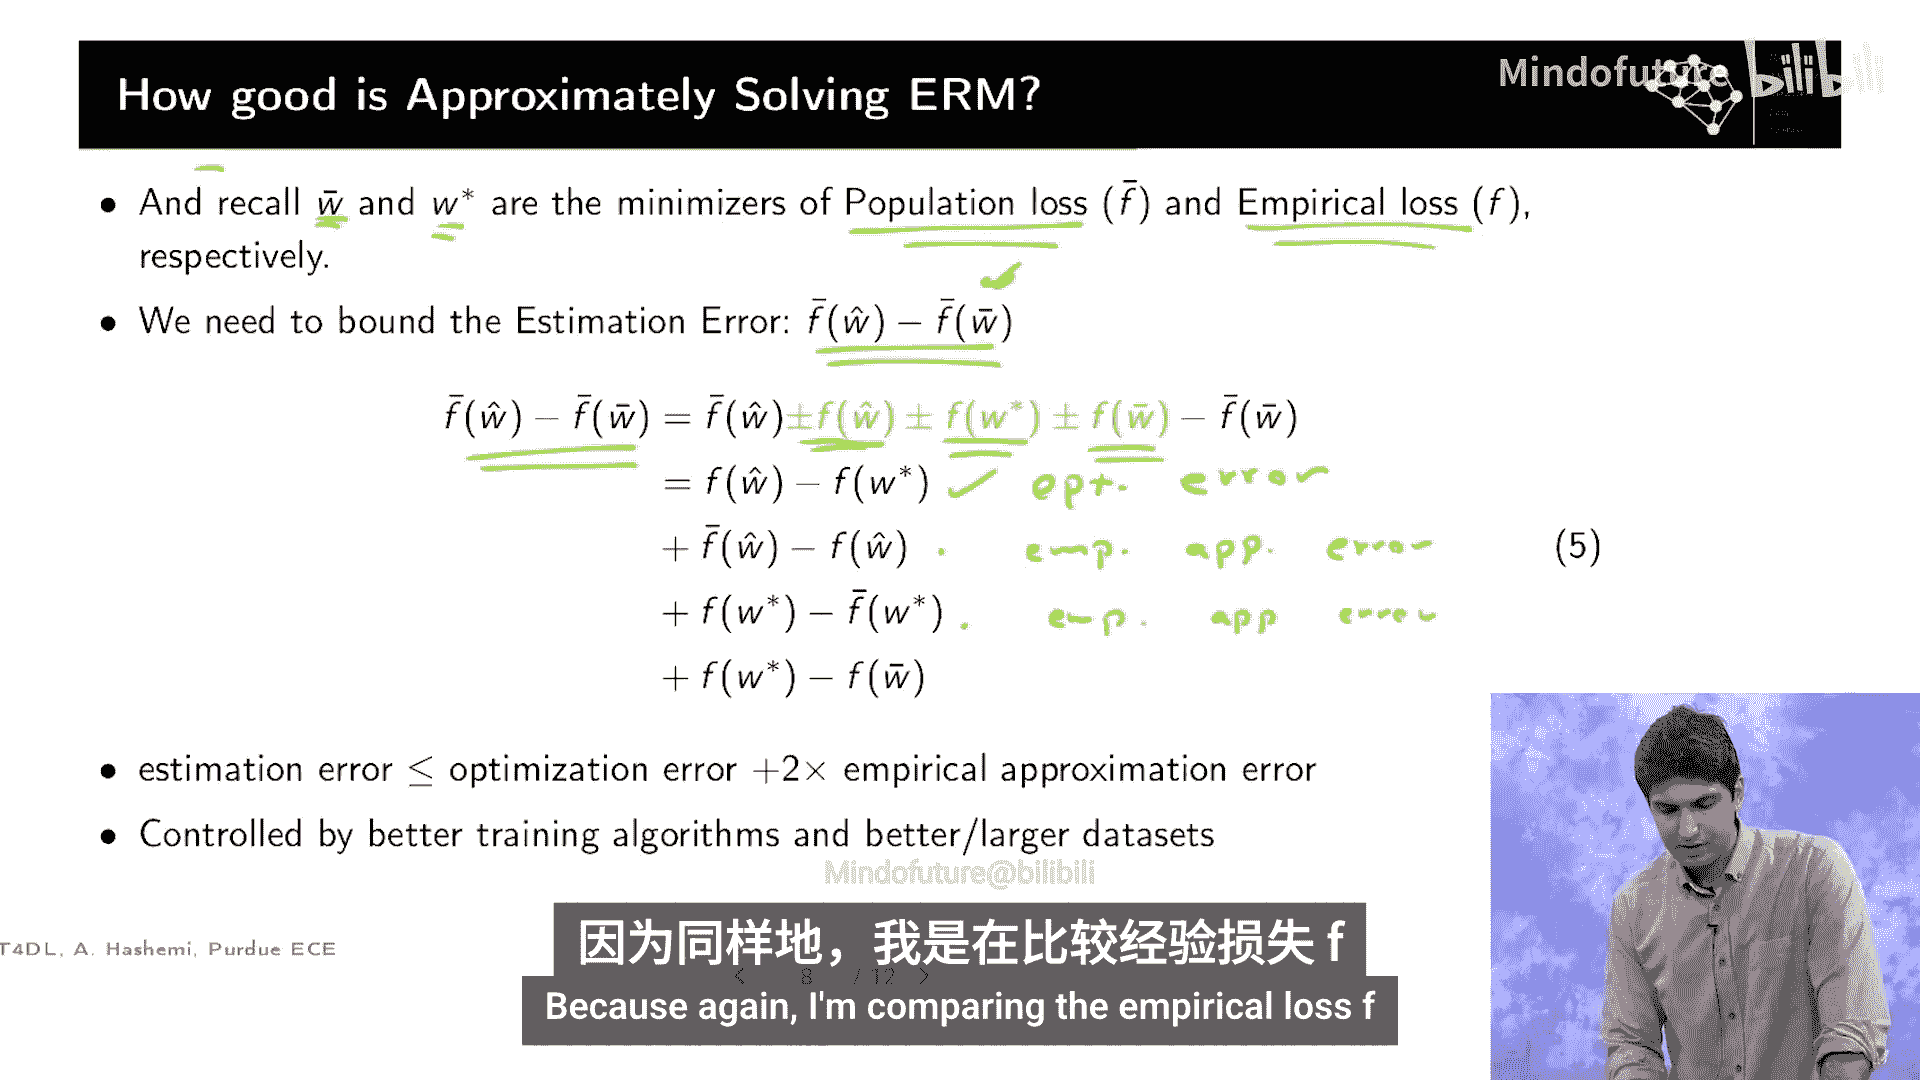 How good is Approximately Solving ERM?
Mindofuture
bilibili
• And recall w̄ and w* are the minimizers of Population loss (f̄) and Empirical loss (f),
respectively.
• We need to bound the Estimation Error: f̄(ŵ) − f̄(w̄)
f̄(ŵ) − f̄(w̄) = f̄(ŵ)±f(ŵ) ± f(w*) ± f(w̄) − f̄(w̄)
= f(ŵ) − f(w*) ✓ opt. error
+ f̄(ŵ) − f(ŵ) . emp. app. error (5)
+ f(w*) − f̄(w*) . emp. app error
+ f(w*) − f(w̄)
• estimation error ≤ optimization error +2× empirical approximation error
• Controlled by better training algorithms and better/larger datasets
Mindofuture@bilibili
T4DL, A. Hashemi, Purdue ECE
因为同样地，我是在比较经验损失 f
< 8 / 12 >
Because again, I'm comparing the empirical loss f